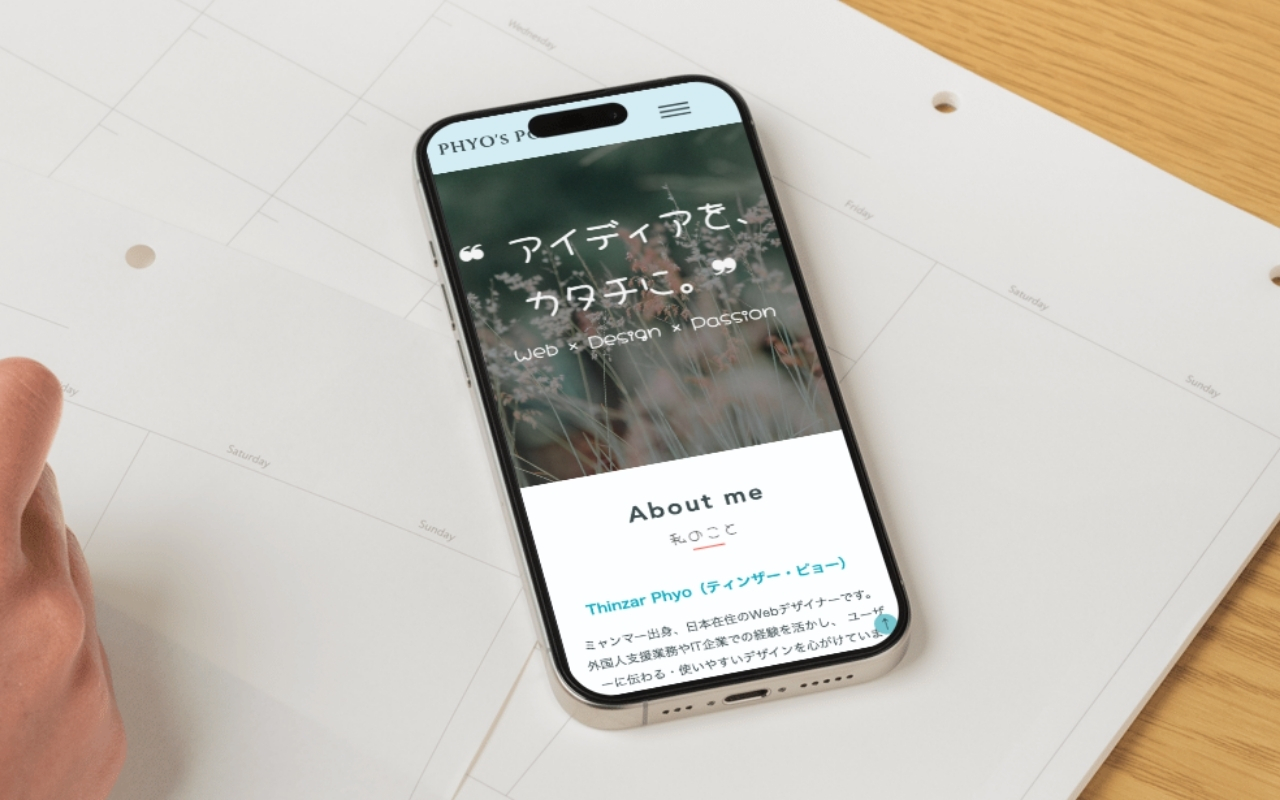 Wednesday
PHYO's PO
Friday
“ アイディアを、
カタチに。 ”
Web × Design × Passion
Saturday
Sunday
day
Saturday
Sunday
About me
私のこと
Thinzar Phyo（ティンザー・ピョー）
ミャンマー出身、日本在住のWebデザイナーです。
外国人支援業務やIT企業での経験を活かし、 ユーザ
ーに伝わる・使いやすいデザインを心がけていま
↑